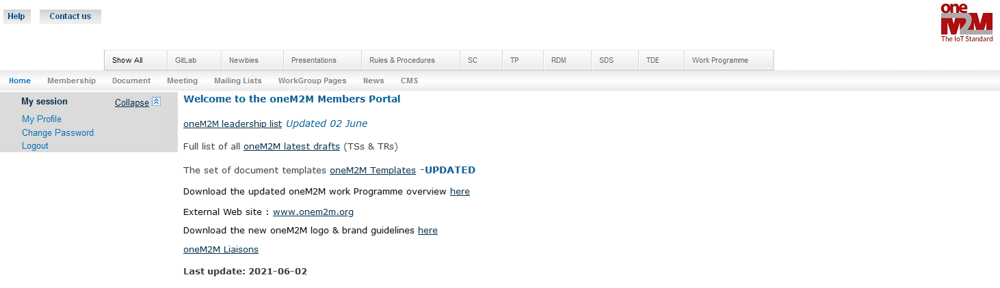 Help Contact us
one
M2M
The IoT Standard
Show All GitLab Newbies Presentations Rules & Procedures SC TP RDM SDS TDE Work Programme
Home Membership Document Meeting Mailing Lists WorkGroup Pages News CMS
My session Collapse
My Profile
Change Password
Logout
Welcome to the oneM2M Members Portal
oneM2M leadership list Updated 02 June
Full list of all oneM2M latest drafts (TSs & TRs)
The set of document templates oneM2M Templates -UPDATED
Download the updated oneM2M work Programme overview here
External Web site : www.onem2m.org
Download the new oneM2M logo & brand guidelines here
oneM2M Liaisons
Last update: 2021-06-02